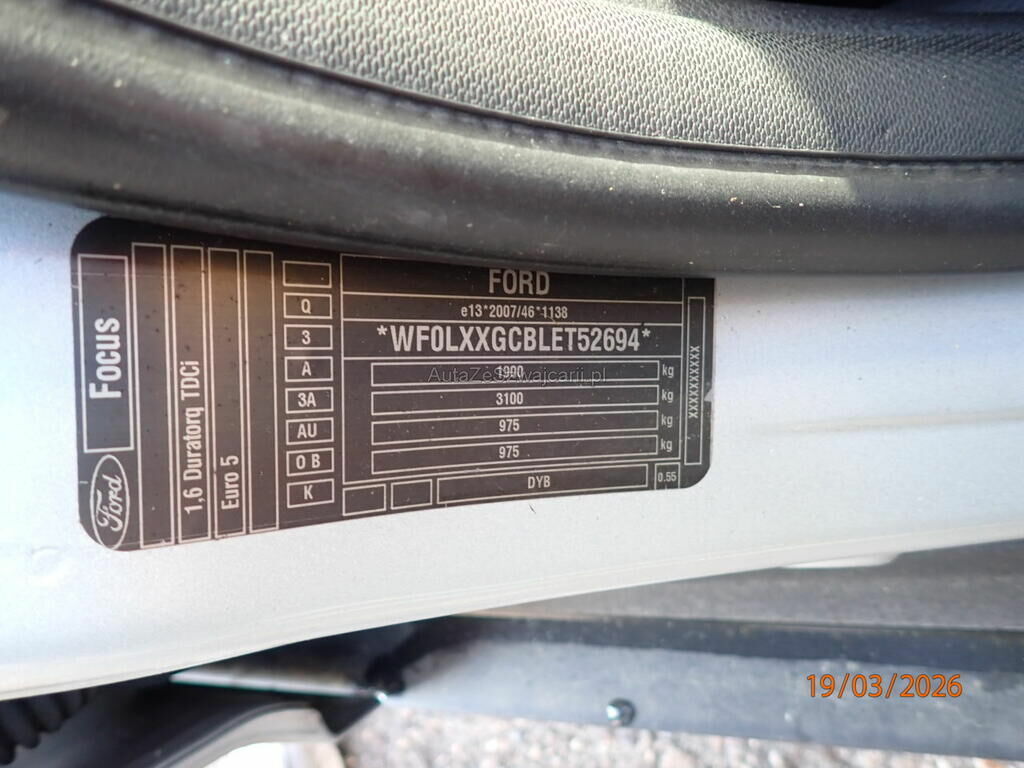 FORD
e13*2007/46*1138
*WF0LXXGCBLET52694*
1900 kg
3100 kg
975 kg
975 kg
DYB
0.55
XXXXXXXXXX
Q
3
A
3A
AU
O B
K
Focus
1,6 Duratorq TDCi
Euro 5
Ford
AutaZeSzwajcarii.pl
19/03/2026